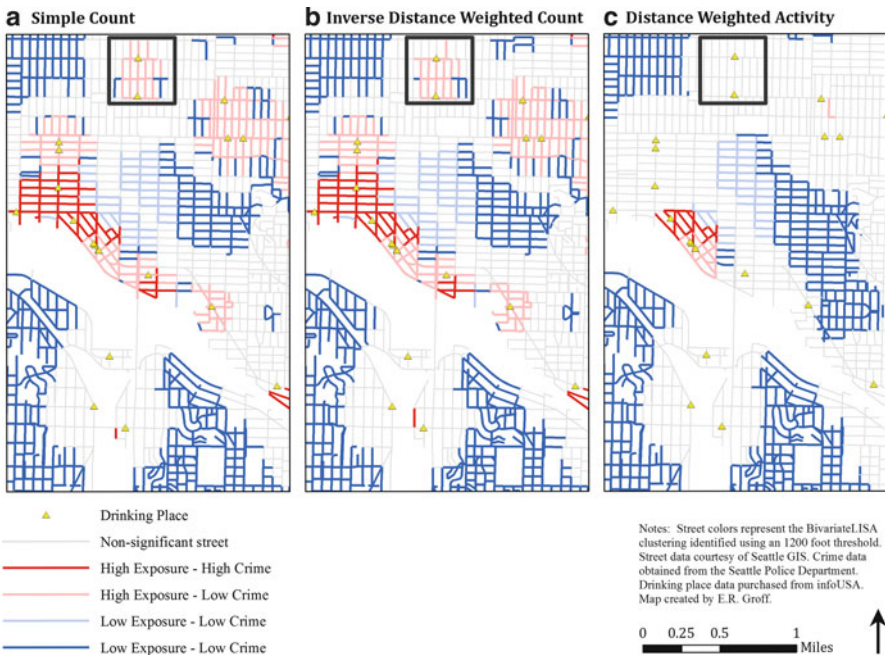 a Simple Count
b Inverse Distance Weighted Count
c Distance Weighted Activity
Drinking Place
Non-significant street
High Exposure - High Crime
High Exposure - Low Crime
Low Exposure - Low Crime
Low Exposure - Low Crime
Notes: Street colors represent the BivariateLISA
clustering identified using an 1200 foot threshold.
Street data courtesy of Seattle GIS. Crime data
obtained from the Seattle Police Department.
Drinking place data purchased from infoUSA.
Map created by E.R. Groff.
0 0.25 0.5 1
Miles